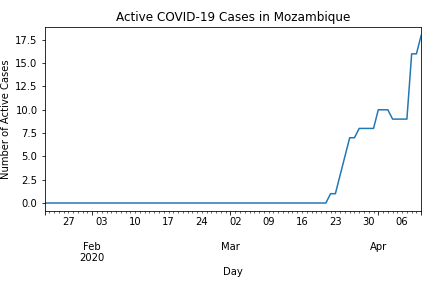 Active COVID-19 Cases in Mozambique
Number of Active Cases
17.5
15.0
12.5
10.0
7.5
5.0
2.5
0.0
27 03 10 17 24 02 09 16 23 30 06
Feb Mar Apr
2020
Day